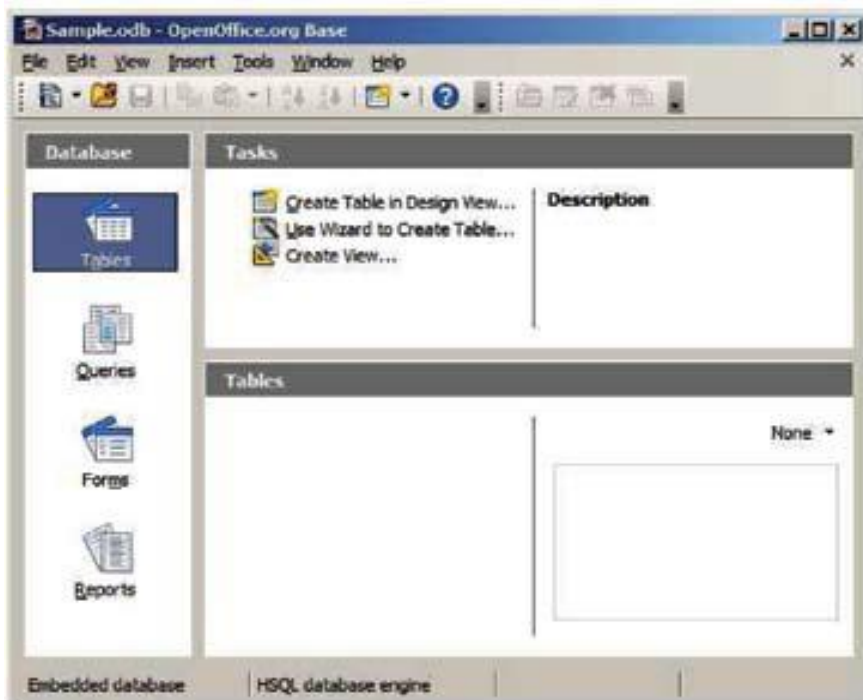 Sample.odb - OpenOffice.org Base
File Edit View Insert Tools Window Help
Database
Tables
Queries
Forms
Reports
Tasks
Create Table in Design View...
Use Wizard to Create Table...
Create View...
Description
Tables
None
Embedded database
HSQL database engine